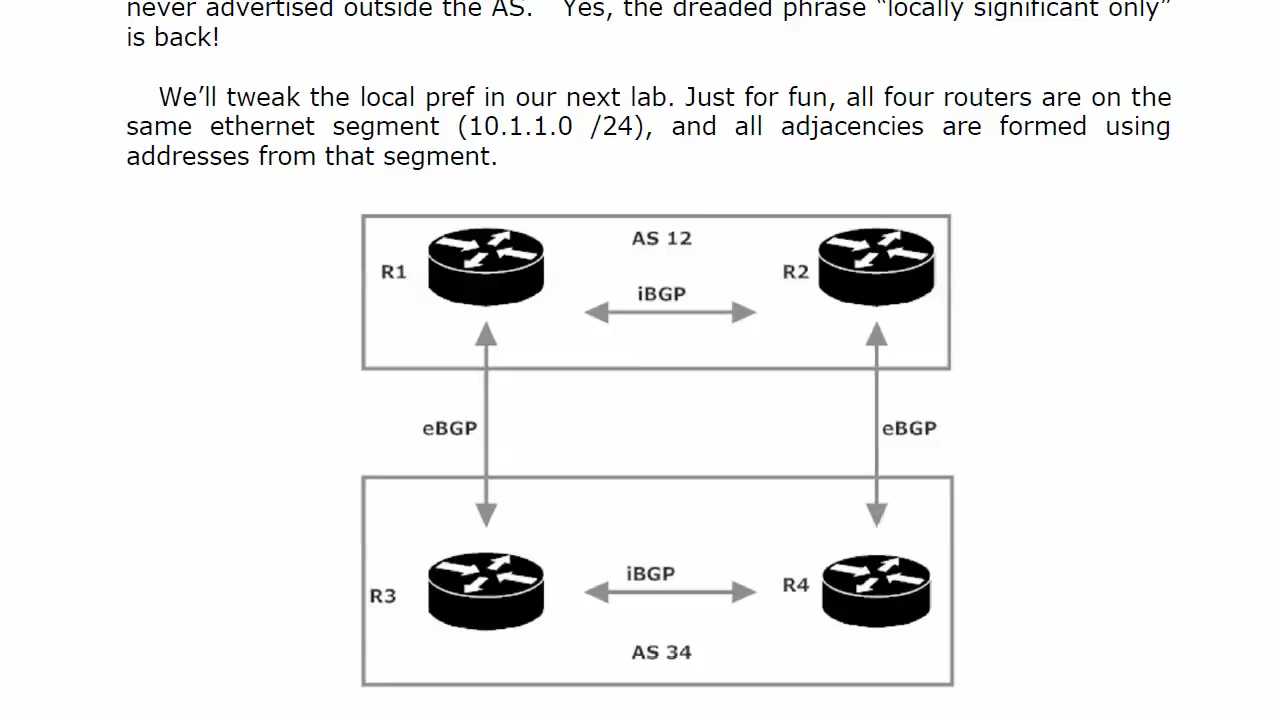 never advertised outside the AS. Yes, the dreaded phrase “locally significant only”
is back!
We’ll tweak the local pref in our next lab. Just for fun, all four routers are on the
same ethernet segment (10.1.1.0 /24), and all adjacencies are formed using
addresses from that segment.
AS 12
R1
R2
iBGP
eBGP
eBGP
iBGP
R3
R4
AS 34